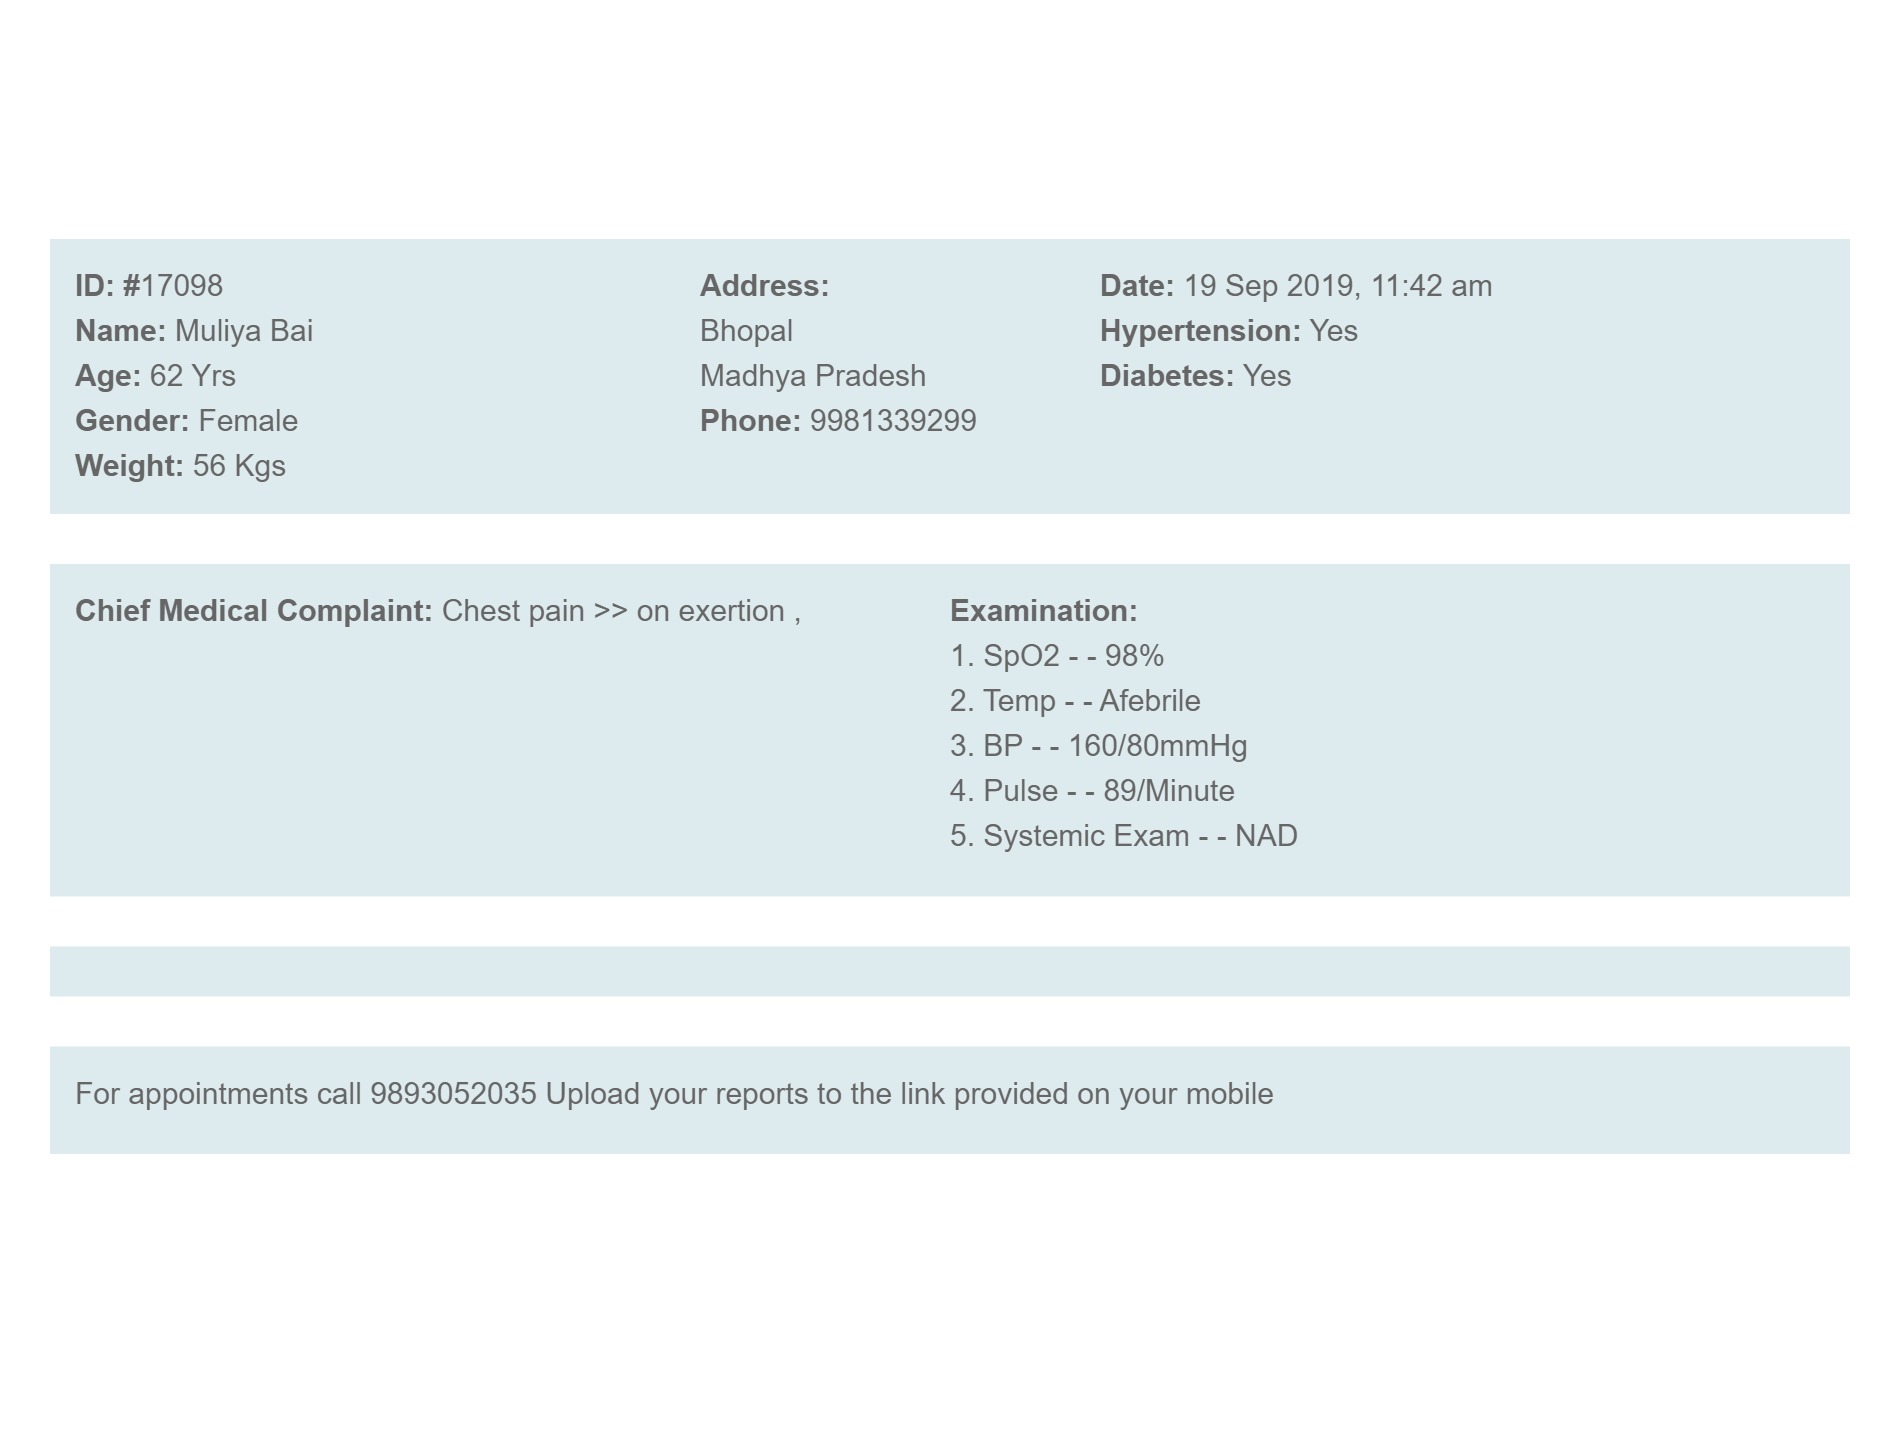 ID: #17098
Name: Muliya Bai
Age: 62 Yrs
Gender: Female
Weight: 56 Kgs
Address:
Bhopal
Madhya Pradesh
Phone: 9981339299
Date: 19 Sep 2019, 11:42 am
Hypertension: Yes
Diabetes: Yes
Chief Medical Complaint: Chest pain >> on exertion ,
Examination:
1. SpO2 - - 98%
2. Temp - - Afebrile
3. BP - - 160/80mmHg
4. Pulse - - 89/Minute
5. Systemic Exam - - NAD
For appointments call 9893052035 Upload your reports to the link provided on your mobile